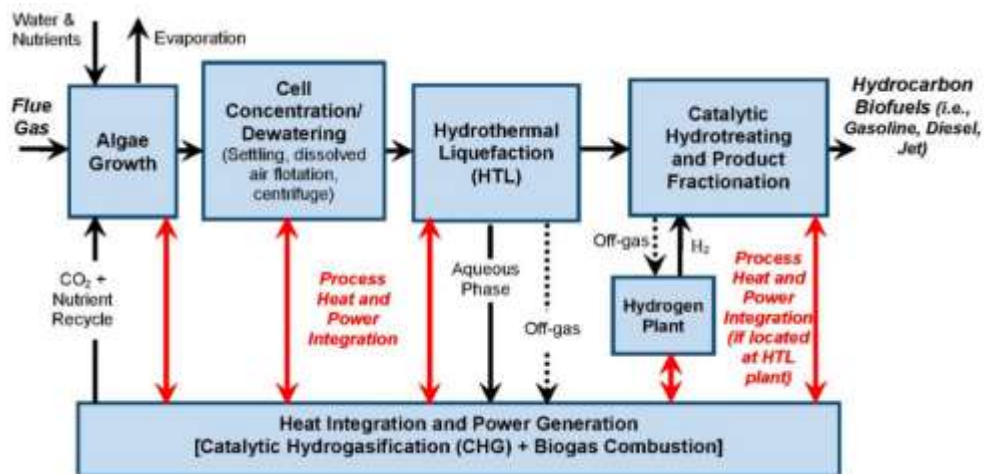 Water &
Nutrients
Evaporation
Flue
Gas
Algae
Growth
Cell
Concentration/
Dewatering
(Settling, dissolved
air flotation,
centrifuge)
Hydrothermal
Liquefaction
(HTL)
Catalytic
Hydrotreating
and Product
Fractionation
Hydrocarbon
Biofuels (i.e.,
Gasoline, Diesel,
Jet)
CO₂ +
Nutrient
Recycle
Process
Heat and
Power
Integration
Aqueous
Phase
Off-gas
Off-gas
H₂
Hydrogen
Plant
Process
Heat and
Power
Integration
(if located
at HTL
plant)
Heat Integration and Power Generation
[Catalytic Hydrogasification (CHG) + Biogas Combustion]